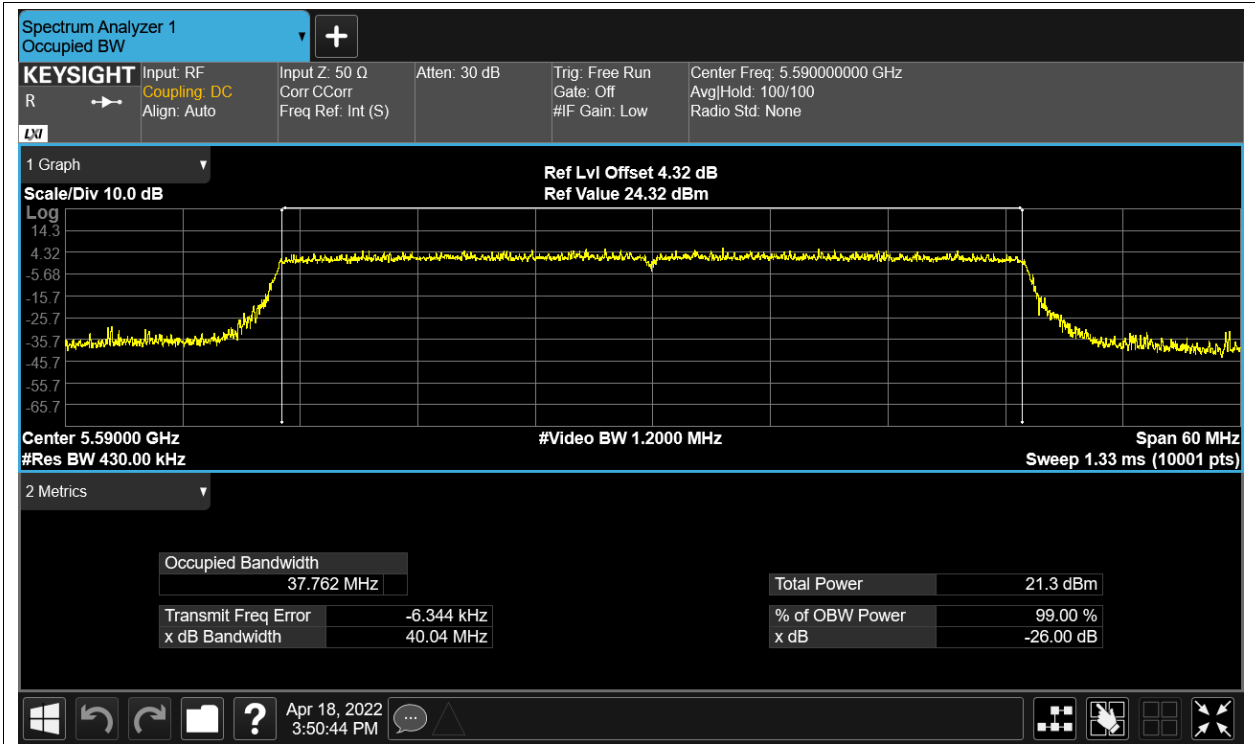 Spectrum Analyzer 1
Occupied BW
KEYSIGHT Input: RF Input Z: 50 Ω Atten: 30 dB Trig: Free Run Center Freq: 5.590000000 GHz
R Coupling: DC Corr CCorr Gate: Off Avg|Hold: 100/100
Align: Auto Freq Ref: Int (S) #IF Gain: Low Radio Std: None
LXI
1 Graph
Ref Lvl Offset 4.32 dB
Scale/Div 10.0 dB Ref Value 24.32 dBm
Log
14.3
4.32
-5.68
-15.7
-25.7
-35.7
-45.7
-55.7
-65.7
Center 5.59000 GHz #Video BW 1.2000 MHz Span 60 MHz
#Res BW 430.00 kHz Sweep 1.33 ms (10001 pts)
2 Metrics
Occupied Bandwidth
37.762 MHz Total Power 21.3 dBm
Transmit Freq Error -6.344 kHz % of OBW Power 99.00 %
x dB Bandwidth 40.04 MHz x dB -26.00 dB
? Apr 18, 2022
3:50:44 PM